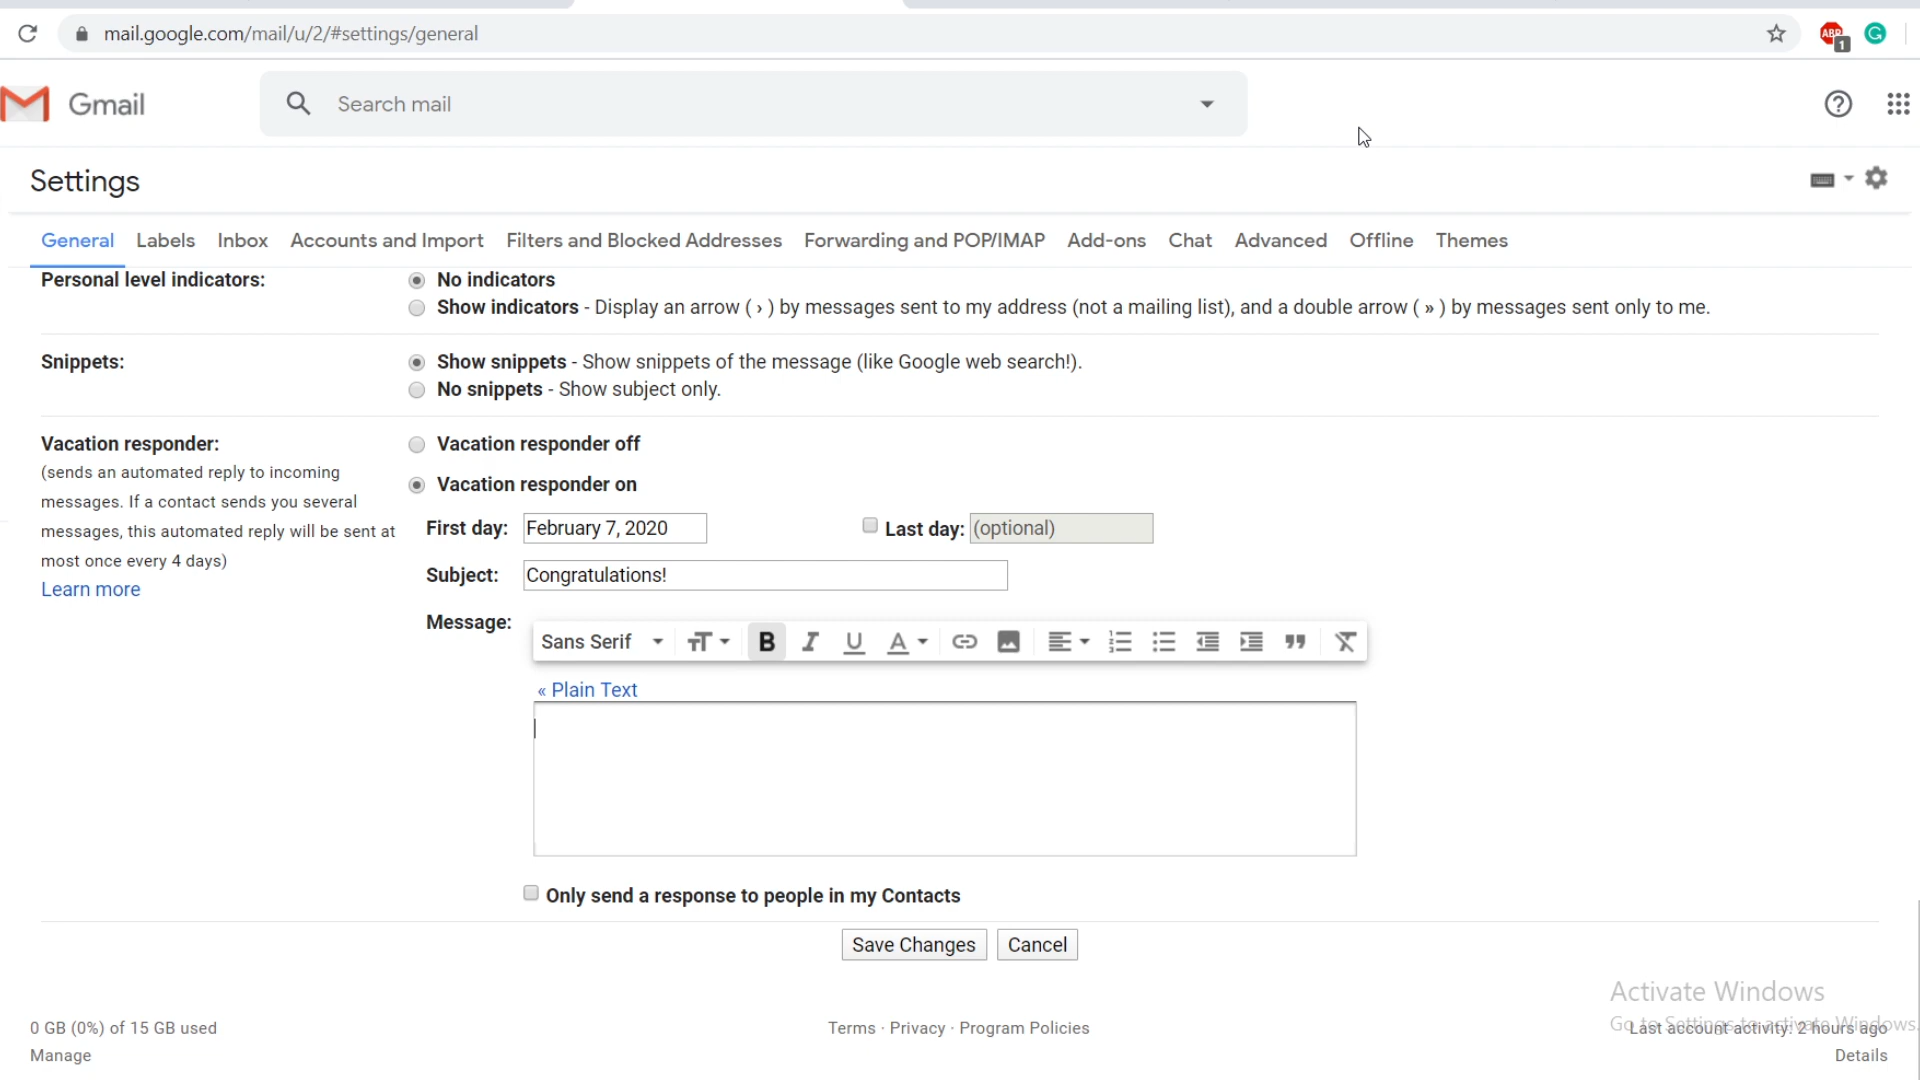 mail.google.com/mail/u/2/#settings/general
ABP
1
G
Gmail
Search mail
Settings
General Labels Inbox Accounts and Import Filters and Blocked Addresses Forwarding and POP/IMAP Add-ons Chat Advanced Offline Themes
Personal level indicators:
No indicators
Show indicators - Display an arrow ( › ) by messages sent to my address (not a mailing list), and a double arrow ( » ) by messages sent only to me.
Snippets:
Show snippets - Show snippets of the message (like Google web search!).
No snippets - Show subject only.
Vacation responder:
(sends an automated reply to incoming
messages. If a contact sends you several
messages, this automated reply will be sent at
most once every 4 days)
Learn more
Vacation responder off
Vacation responder on
First day: February 7, 2020 Last day: (optional)
Subject: Congratulations!
Message:
Sans Serif B I U A
« Plain Text
Only send a response to people in my Contacts
Save Changes Cancel
Activate Windows
Go to Settings to activate Windows.
0 GB (0%) of 15 GB used
Manage
Terms · Privacy · Program Policies
Last account activity: 2 hours ago
Details